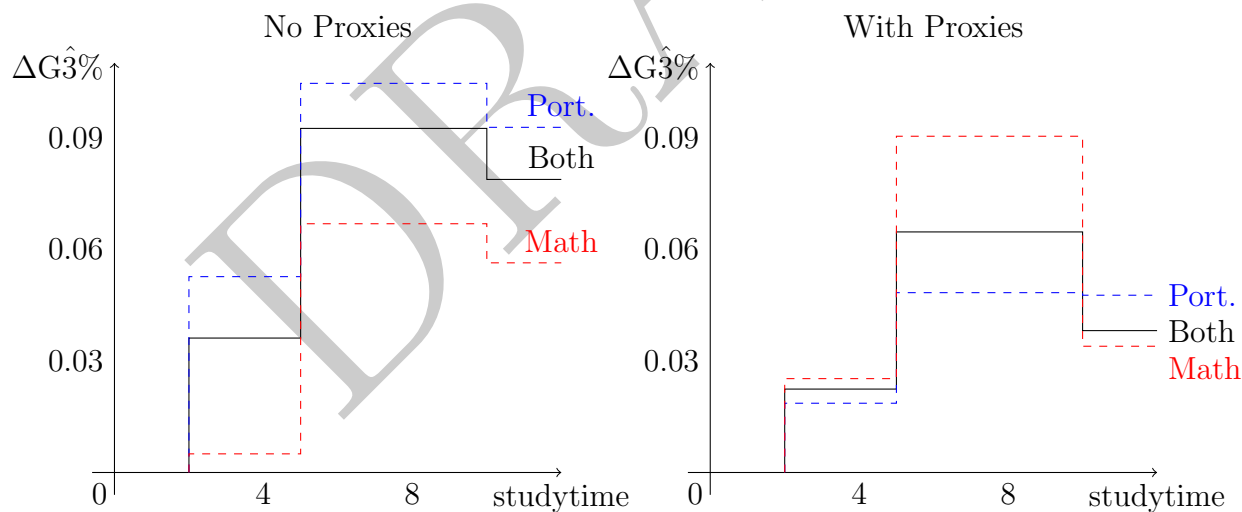 No Proxies
ΔG3̂%
0.09
0.06
0.03
0
4
8
studytime
Port.
Both
Math
With Proxies
ΔG3̂%
0.09
0.06
0.03
0
4
8
studytime
Port.
Both
Math
DRA